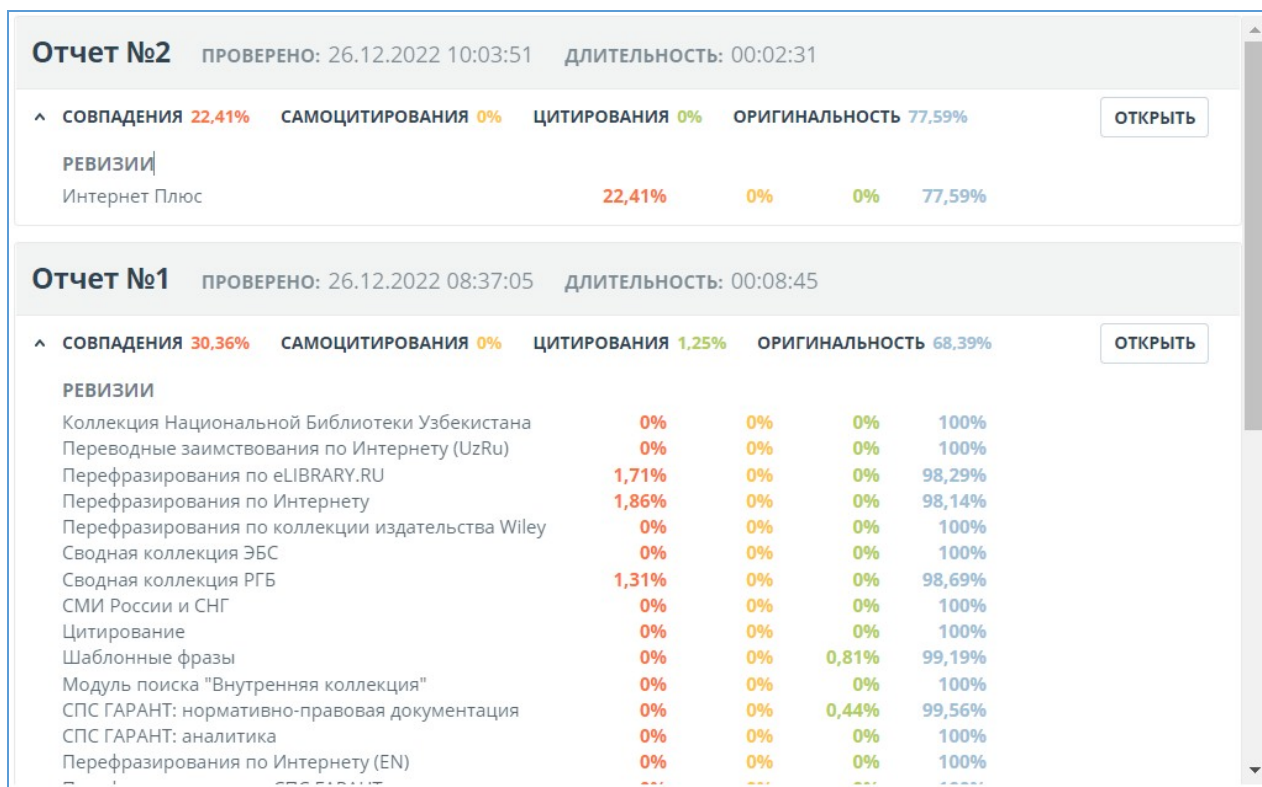 Отчет №2 ПРОВЕРЕНО: 26.12.2022 10:03:51 ДЛИТЕЛЬНОСТЬ: 00:02:31
СОВПАДЕНИЯ 22,41% САМОЦИТИРОВАНИЯ 0% ЦИТИРОВАНИЯ 0% ОРИГИНАЛЬНОСТЬ 77,59% ОТКРЫТЬ
РЕВИЗИИ
Интернет Плюс 22,41% 0% 0% 77,59%
Отчет №1 ПРОВЕРЕНО: 26.12.2022 08:37:05 ДЛИТЕЛЬНОСТЬ: 00:08:45
СОВПАДЕНИЯ 30,36% САМОЦИТИРОВАНИЯ 0% ЦИТИРОВАНИЯ 1,25% ОРИГИНАЛЬНОСТЬ 68,39% ОТКРЫТЬ
РЕВИЗИИ
Коллекция Национальной Библиотеки Узбекистана 0% 0% 0% 100%
Переводные заимствования по Интернету (UzRu) 0% 0% 0% 100%
Перефразирования по eLIBRARY.RU 1,71% 0% 0% 98,29%
Перефразирования по Интернету 1,86% 0% 0% 98,14%
Перефразирования по коллекции издательства Wiley 0% 0% 0% 100%
Сводная коллекция ЭБС 0% 0% 0% 100%
Сводная коллекция РГБ 1,31% 0% 0% 98,69%
СМИ России и СНГ 0% 0% 0% 100%
Цитирование 0% 0% 0% 100%
Шаблонные фразы 0% 0% 0,81% 99,19%
Модуль поиска "Внутренняя коллекция" 0% 0% 0% 100%
СПС ГАРАНТ: нормативно-правовая документация 0% 0% 0,44% 99,56%
СПС ГАРАНТ: аналитика 0% 0% 0% 100%
Перефразирования по Интернету (EN) 0% 0% 0% 100%